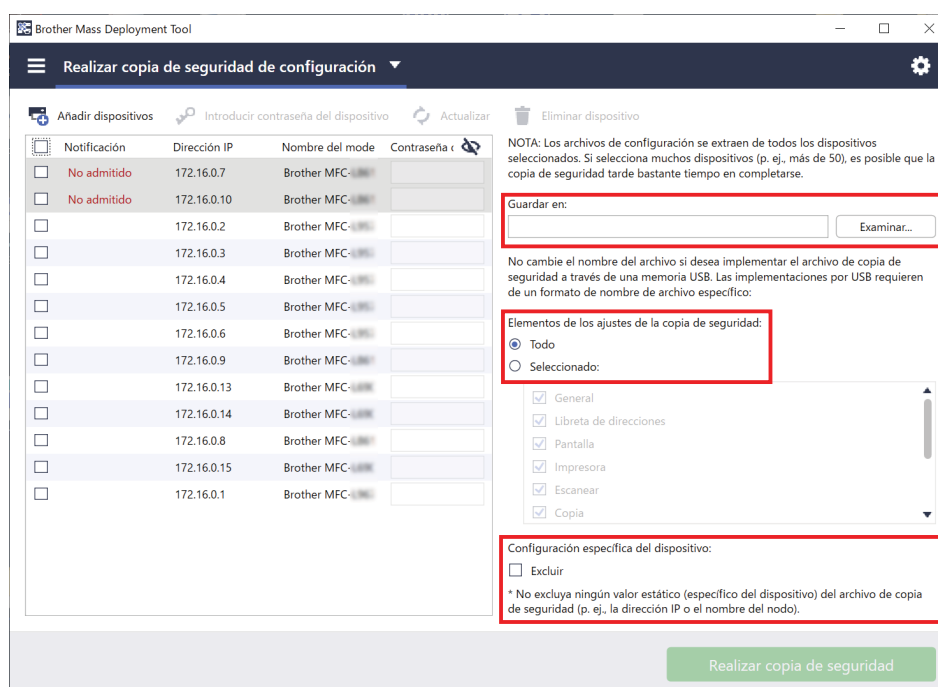 Brother Mass Deployment Tool
Realizar copia de seguridad de configuración
Añadir dispositivos Introducir contraseña del dispositivo Actualizar Eliminar dispositivo
Notificación Dirección IP Nombre del mode Contraseña c
No admitido 172.16.0.7 Brother MFC-
No admitido 172.16.0.10 Brother MFC-
172.16.0.2 Brother MFC-
172.16.0.3 Brother MFC-
172.16.0.4 Brother MFC-
172.16.0.5 Brother MFC-
172.16.0.6 Brother MFC-
172.16.0.9 Brother MFC-
172.16.0.13 Brother MFC-
172.16.0.14 Brother MFC-
172.16.0.8 Brother MFC-
172.16.0.15 Brother MFC-
172.16.0.1 Brother MFC-
NOTA: Los archivos de configuración se extraen de todos los dispositivos
seleccionados. Si selecciona muchos dispositivos (p. ej., más de 50), es posible que la
copia de seguridad tarde bastante tiempo en completarse.
Guardar en:
Examinar...
No cambie el nombre del archivo si desea implementar el archivo de copia de
seguridad a través de una memoria USB. Las implementaciones por USB requieren
de un formato de nombre de archivo específico:
Elementos de los ajustes de la copia de seguridad:
Todo
Seleccionado:
General
Libreta de direcciones
Pantalla
Impresora
Escanear
Copia
Configuración específica del dispositivo:
Excluir
* No excluya ningún valor estático (específico del dispositivo) del archivo de copia
de seguridad (p. ej., la dirección IP o el nombre del nodo).
Realizar copia de seguridad